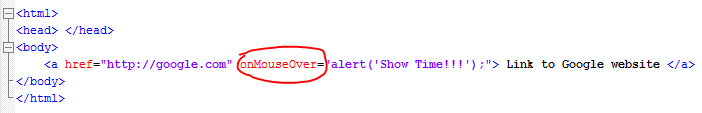 <html>
<head> </head>
<body>
<a href="http://google.com" onMouseOver="alert('Show Time!!!');"> Link to Google website </a>
</body>
</html>